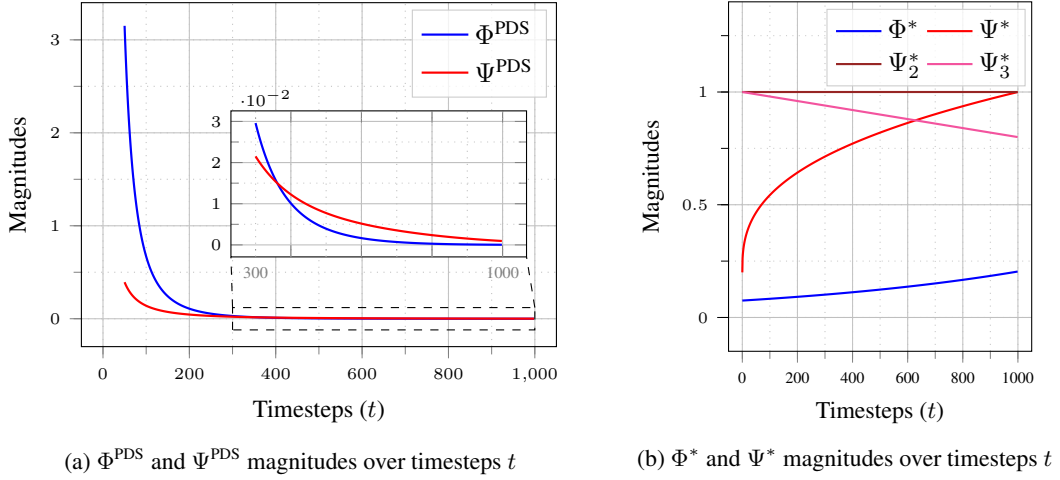 Φ^PDS
Ψ^PDS
Magnitudes
3
2
1
0
·10^−2
3
2
1
0
300
1000
0
200
400
600
800
1,000
Timesteps (t)
(a) Φ^PDS and Ψ^PDS magnitudes over timesteps t
Φ* Ψ*
Ψ*_2 Ψ*_3
Magnitudes
1
0.5
0
0
200
400
600
800
1000
Timesteps (t)
(b) Φ* and Ψ* magnitudes over timesteps t